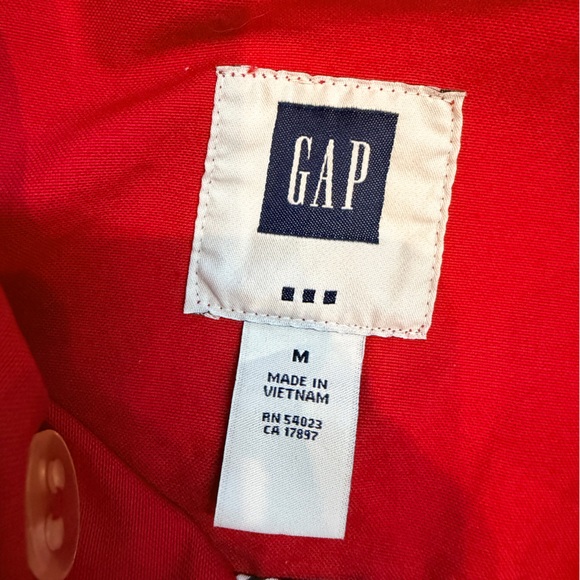 GAP
M
MADE IN
VIETNAM
RN 54023
CA 17897